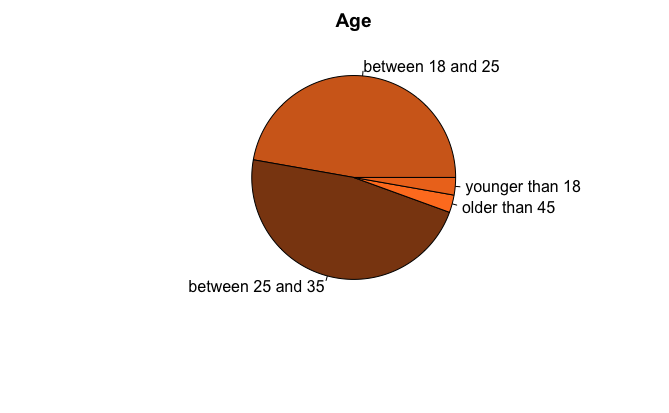 Age
between 18 and 25
younger than 18
older than 45
between 25 and 35